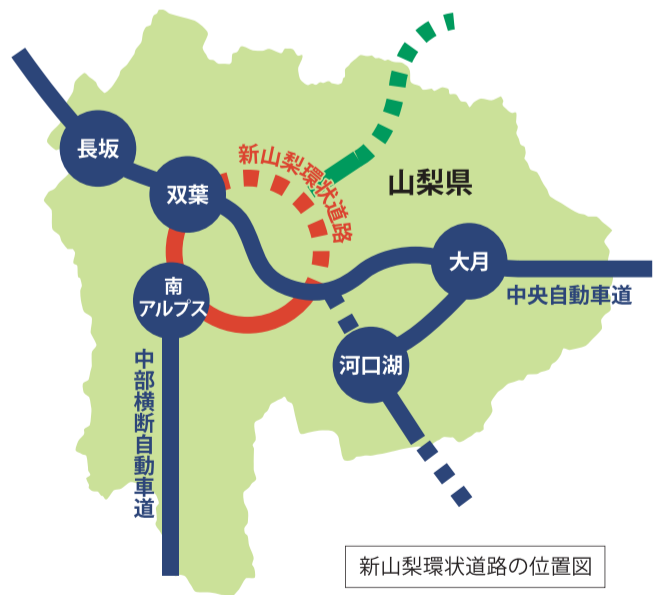 新山梨環状道路
長坂
山梨県
双葉
大月
南
アルプス
中央自動車道
河口湖
中部横断自動車道
新山梨環状道路の位置図